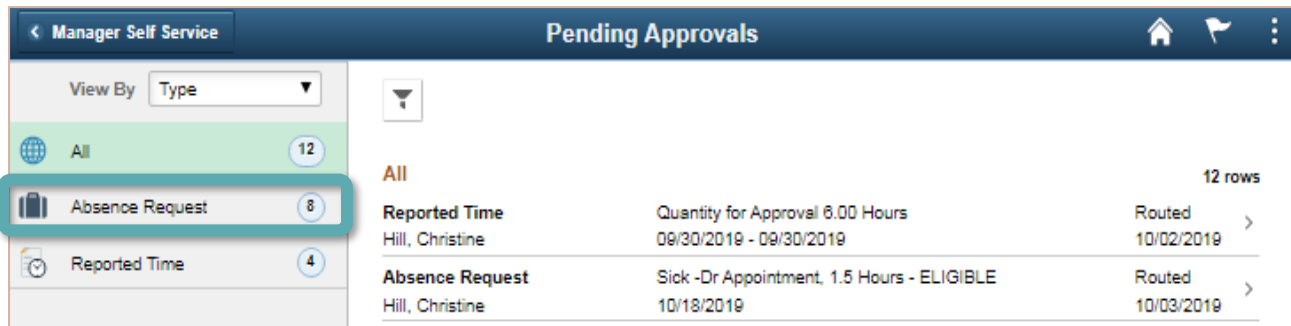 Manager Self Service
Pending Approvals
View By Type
All 12
Absence Request 8
Reported Time 4
All 12 rows
Reported Time Quantity for Approval 6.00 Hours Routed
Hill, Christine 09/30/2019 - 09/30/2019 10/02/2019
Absence Request Sick -Dr Appointment, 1.5 Hours - ELIGIBLE Routed
Hill, Christine 10/18/2019 10/03/2019